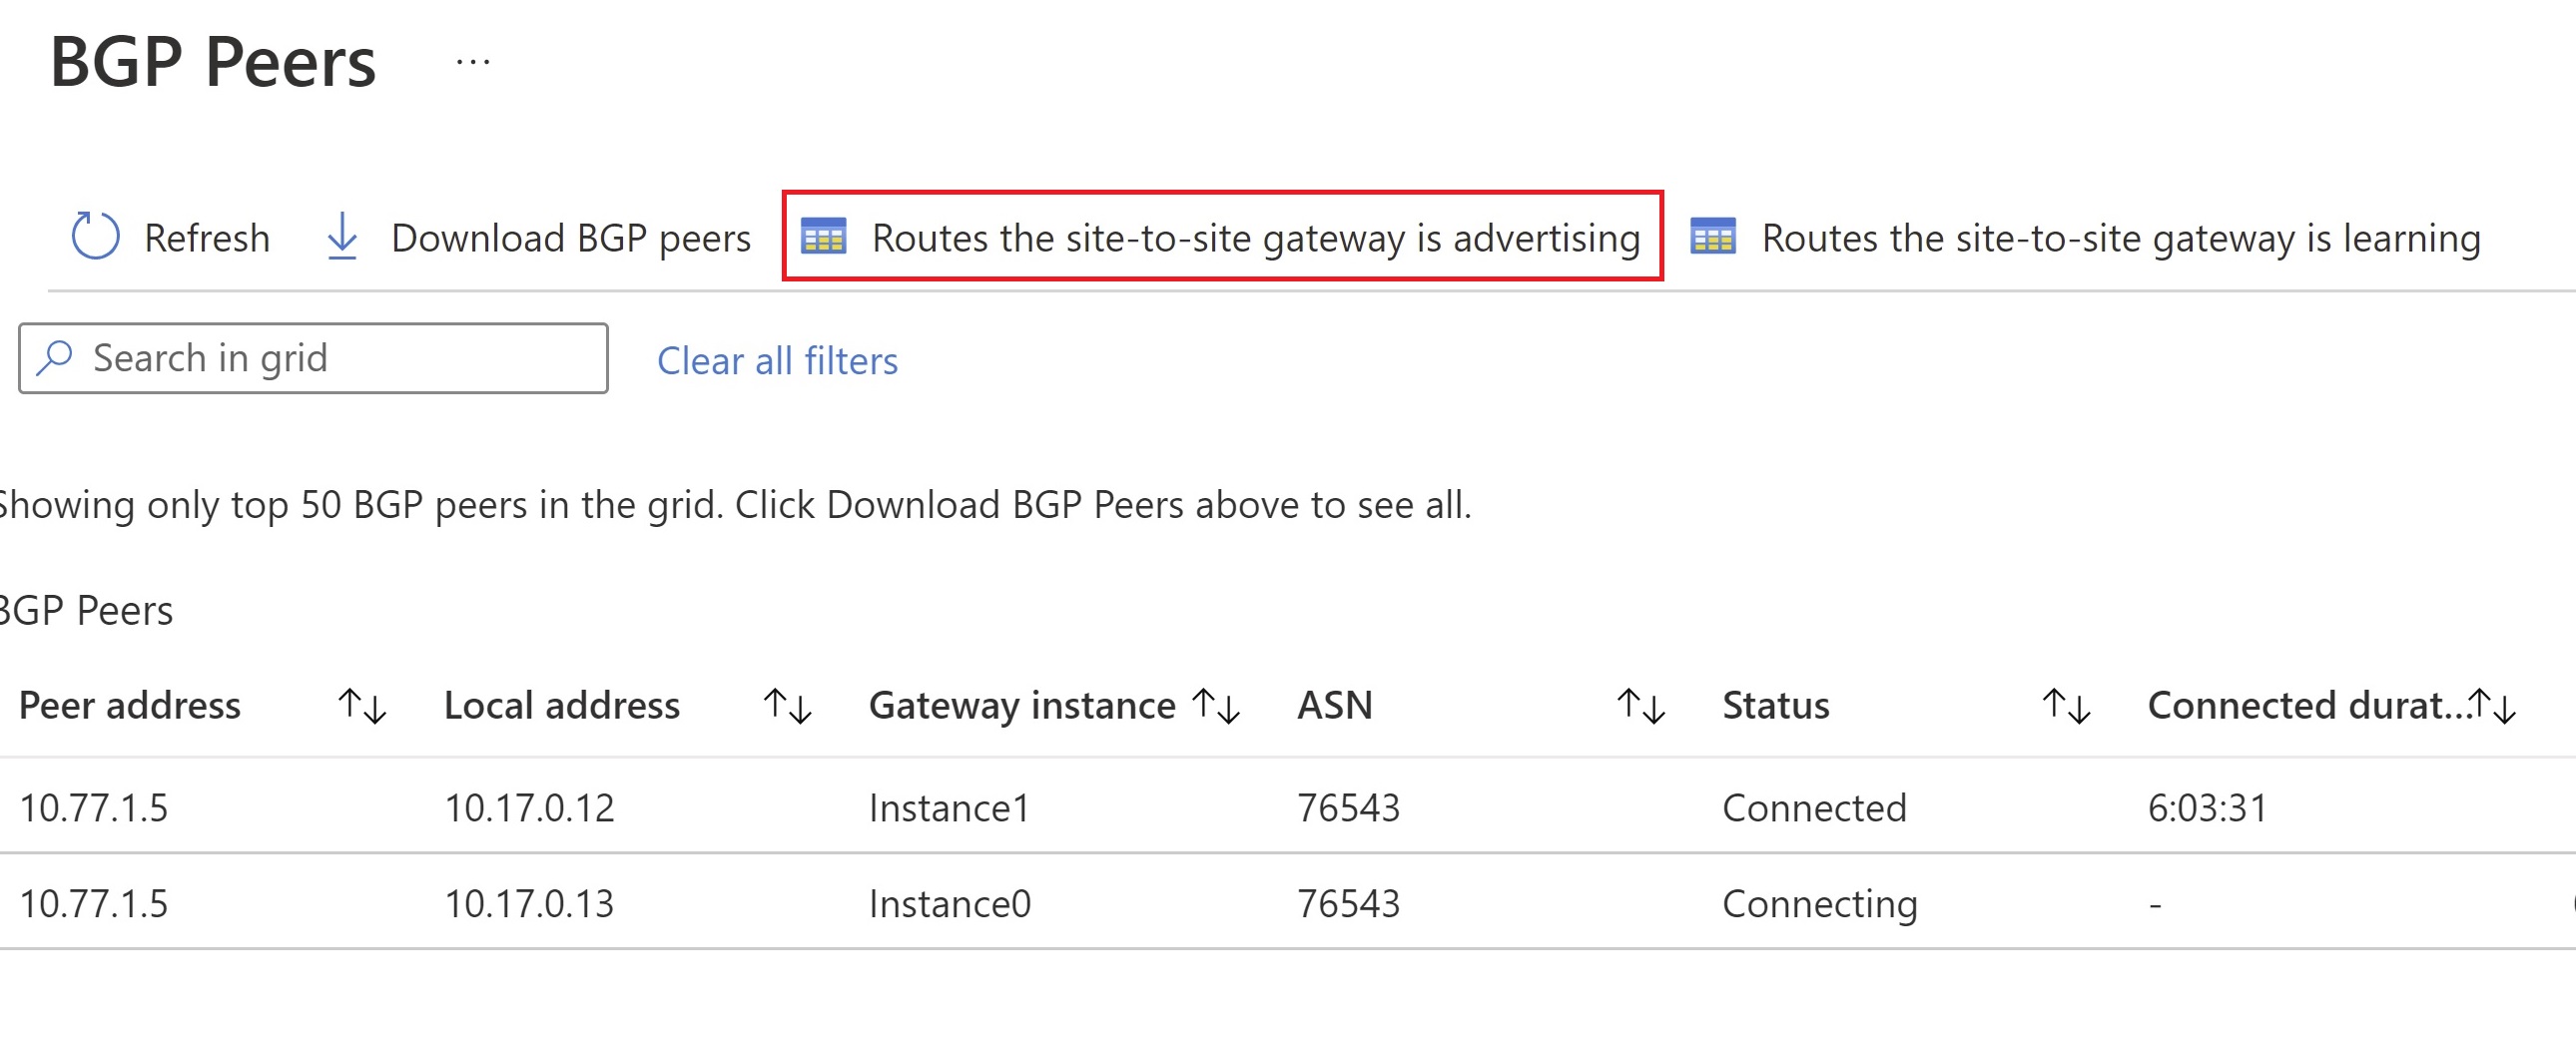 BGP Peers ...
Refresh Download BGP peers Routes the site-to-site gateway is advertising Routes the site-to-site gateway is learning
Search in grid Clear all filters
Showing only top 50 BGP peers in the grid. Click Download BGP Peers above to see all.
BGP Peers
Peer address ↑↓ Local address ↑↓ Gateway instance ↑↓ ASN ↑↓ Status ↑↓ Connected durat... ↑↓
10.77.1.5 10.17.0.12 Instance1 76543 Connected 6:03:31
10.77.1.5 10.17.0.13 Instance0 76543 Connecting -